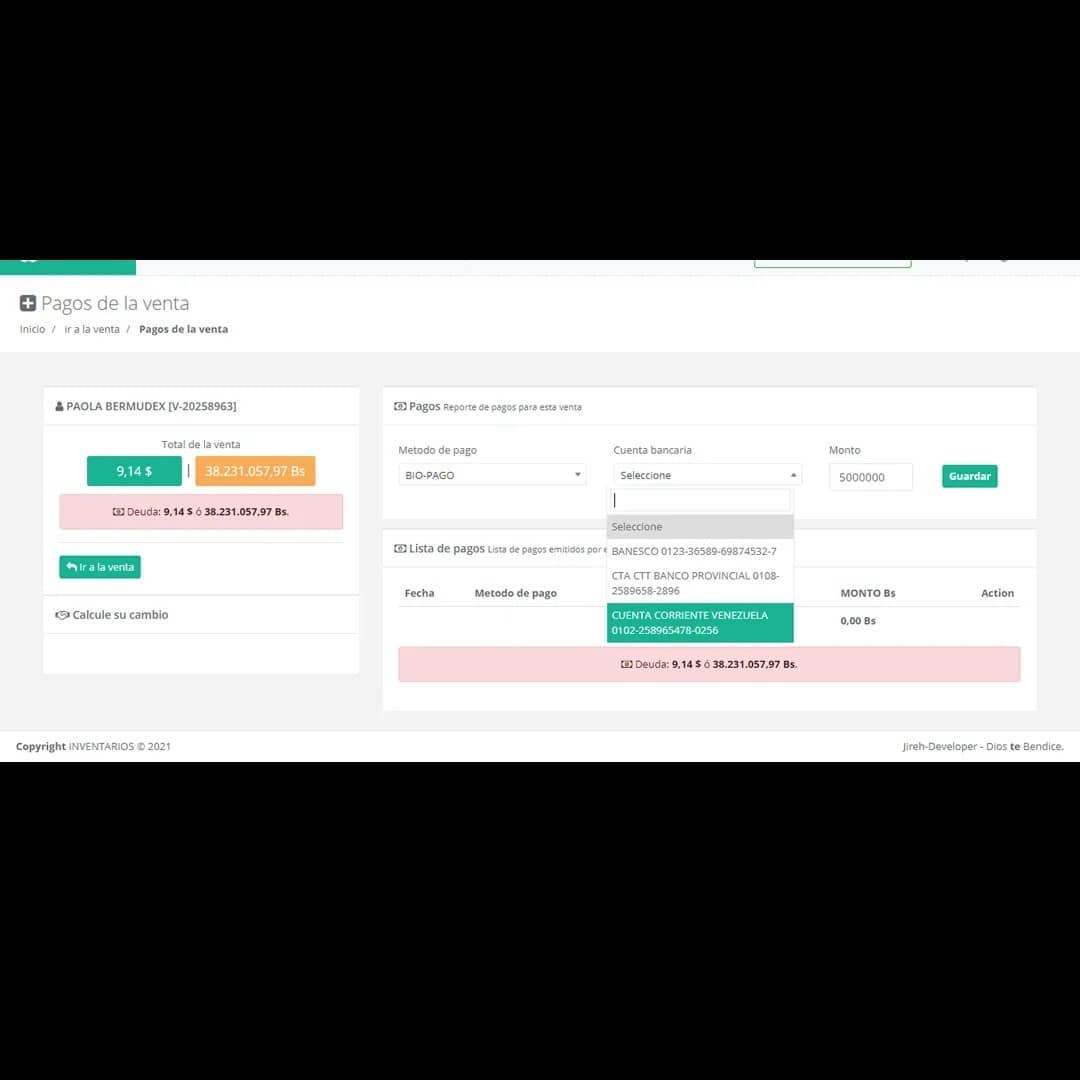 Pagos de la venta
Inicio / ir a la venta / Pagos de la venta
PAOLA BERMUDEX [V-20258963]
Total de la venta
9,14 $ | 38.231.057,97 Bs
Deuda: 9,14 $ ó 38.231.057,97 Bs.
Ir a la venta
Calcule su cambio
Pagos Reporte de pagos para esta venta
Metodo de pago
BIO-PAGO
Cuenta bancaria
Seleccione
Seleccione
BANESCO 0123-36589-69874532-7
CTA CTT BANCO PROVINCIAL 0108-
2589658-2896
CUENTA CORRIENTE VENEZUELA
0102-258965478-0256
Monto
5000000
Guardar
Lista de pagos Lista de pagos emitidos por
Fecha Metodo de pago MONTO Bs Action
0,00 Bs
Deuda: 9,14 $ ó 38.231.057,97 Bs.
Copyright INVENTARIOS © 2021
Jireh-Developer - Dios te Bendice.